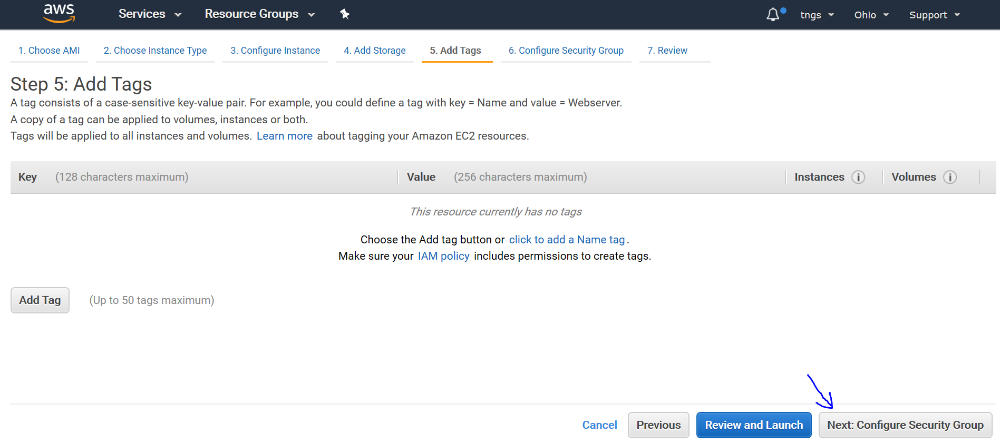 aws Services Resource Groups tngs Ohio Support
1. Choose AMI 2. Choose Instance Type 3. Configure Instance 4. Add Storage 5. Add Tags 6. Configure Security Group 7. Review
Step 5: Add Tags
A tag consists of a case-sensitive key-value pair. For example, you could define a tag with key = Name and value = Webserver.
A copy of a tag can be applied to volumes, instances or both.
Tags will be applied to all instances and volumes. Learn more about tagging your Amazon EC2 resources.
Key (128 characters maximum) Value (256 characters maximum) Instances i Volumes i
This resource currently has no tags
Choose the Add tag button or click to add a Name tag.
Make sure your IAM policy includes permissions to create tags.
Add Tag (Up to 50 tags maximum)
Cancel Previous Review and Launch Next: Configure Security Group